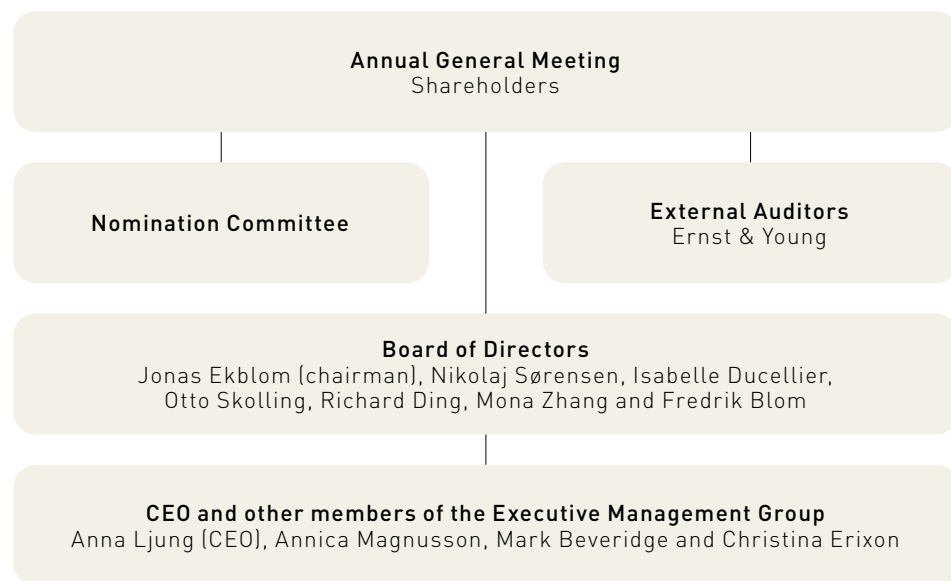 Annual General Meeting
Shareholders
Nomination Committee
External Auditors
Ernst & Young
Board of Directors
Jonas Ekblom (chairman), Nikolaj Sørensen, Isabelle Ducellier,
Otto Skolling, Richard Ding, Mona Zhang and Fredrik Blom
CEO and other members of the Executive Management Group
Anna Ljung (CEO), Annica Magnusson, Mark Beveridge and Christina Erixon